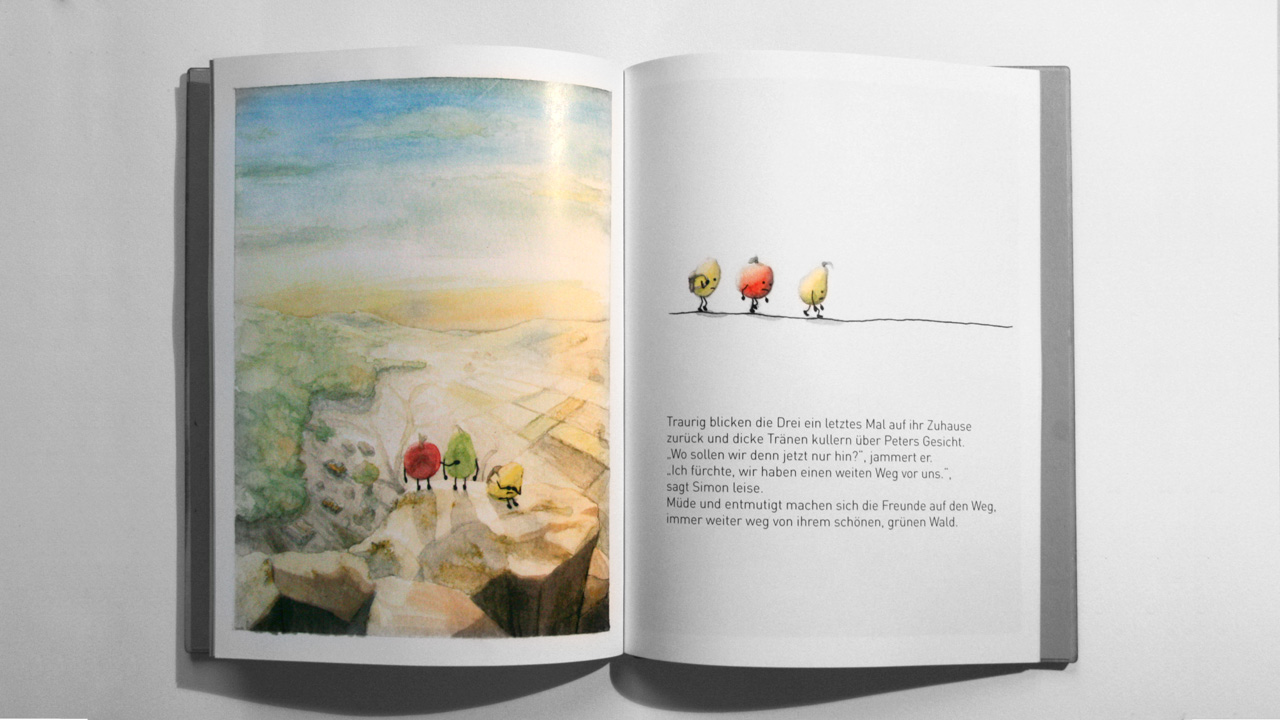 Traurig blicken die Drei ein letztes Mal auf ihr Zuhause
zurück und dicke Tränen kullern über Peters Gesicht.
„Wo sollen wir denn jetzt nur hin?“, jammert er.
„Ich fürchte, wir haben einen weiten Weg vor uns.“,
sagt Simon leise.
Müde und entmutigt machen sich die Freunde auf den Weg,
immer weiter weg von ihrem schönen, grünen Wald.